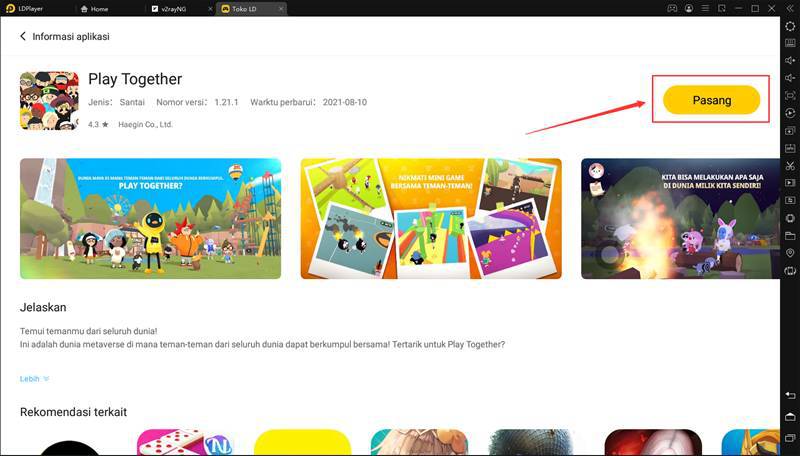 LDPlayer
Home
v2rayNG
Toko LD
Informasi aplikasi
Play Together
Jenis: Santai Nomor versi: 1.21.1 Warktu perbarui: 2021-08-10
4.3 ★ Haegin Co., Ltd.
Pasang
DUNIA MAYA DI MANA TEMAN-TEMAN DARI SELURUH DUNIA BERKUMPUL.
PLAY TOGETHER?
NIKMATI MINI GAME
BERSAMA TEMAN-TEMAN!
KITA BISA MELAKUKAN APA SAJA
DI DUNIA MILIK KITA SENDIRI!
Jelaskan
Temui temanmu dari seluruh dunia!
Ini adalah dunia metaverse di mana teman-teman dari seluruh dunia dapat berkumpul bersama! Tertarik untuk Play Together?
Lebih
Rekomendasi terkait